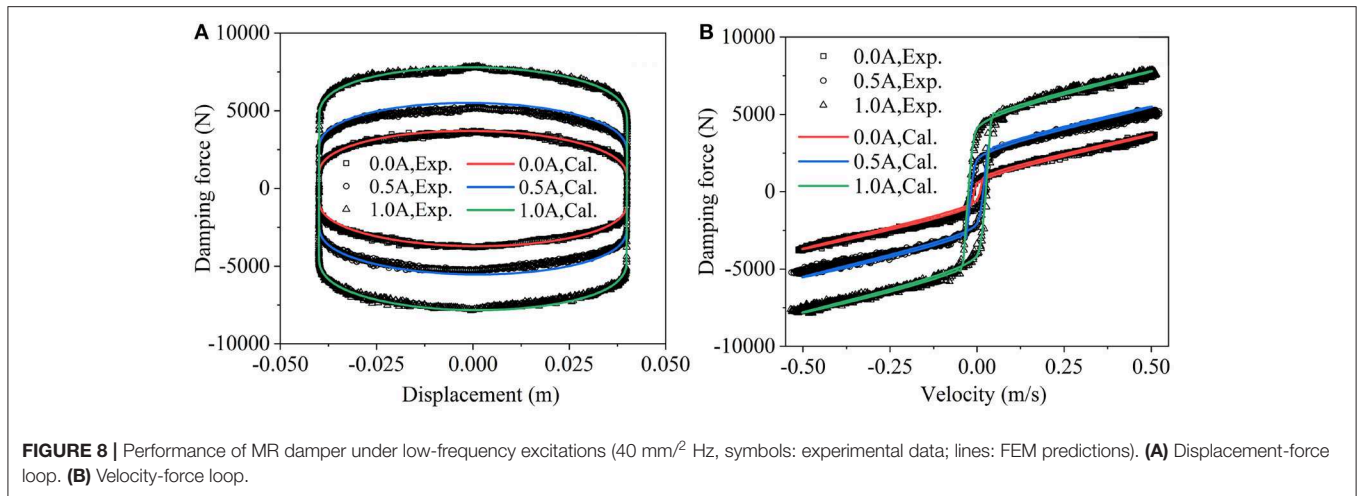 A
10000
5000
0
-5000
-10000
Damping force (N)
0.0A,Exp.
0.5A,Exp.
1.0A,Exp.
0.0A,Cal.
0.5A,Cal.
1.0A,Cal.
-0.050
-0.025
0.000
0.025
0.050
Displacement (m)
B
10000
5000
0
-5000
-10000
Damping force (N)
0.0A,Exp.
0.5A,Exp.
1.0A,Exp.
0.0A,Cal.
0.5A,Cal.
1.0A,Cal.
-0.50
-0.25
0.00
0.25
0.50
Velocity (m/s)
FIGURE 8 | Performance of MR damper under low-frequency excitations (40 mm/² Hz, symbols: experimental data; lines: FEM predictions). (A) Displacement-force
loop. (B) Velocity-force loop.